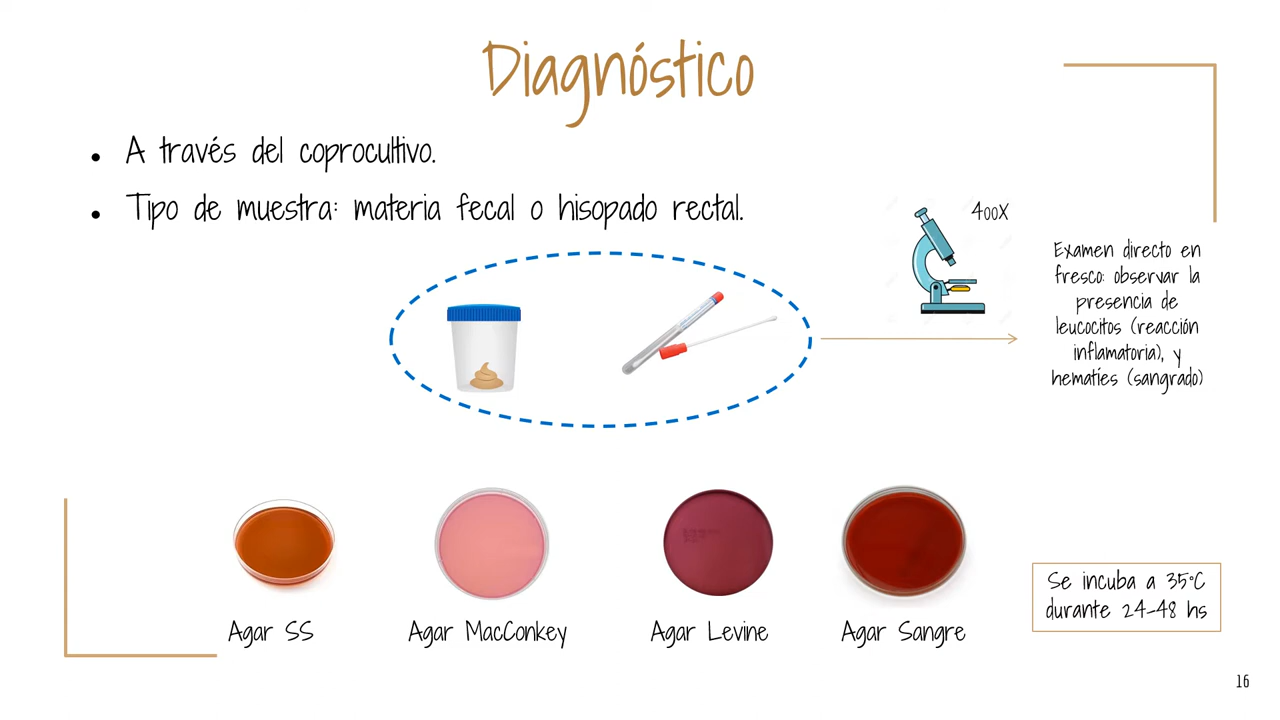 Diagnóstico
• A través del coprocultivo.
• Tipo de muestra: materia fecal o hisopado rectal.
400X
Examen directo en
fresco: observar la
presencia de
leucocitos (reacción
inflamatoria), y
hematíes (sangrado)
Agar SS
Agar MacConkey
Agar Levine
Agar Sangre
Se incuba a 35°C
durante 24-48 hs
16